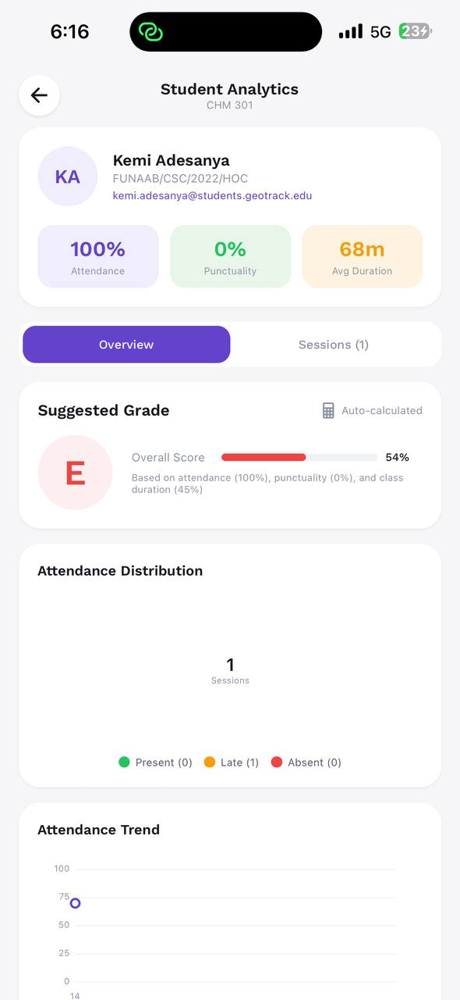 6:16
5G
23
Student Analytics
CHM 301
KA
Kemi Adesanya
FUNAAB/CSC/2022/HOC
kemi.adesanya@students.geotrack.edu
100%
Attendance
0%
Punctuality
68m
Avg Duration
Overview
Sessions (1)
Suggested Grade
Auto-calculated
E
Overall Score
54%
Based on attendance (100%), punctuality (0%), and class
duration (45%)
Attendance Distribution
1
Sessions
Present (0)
Late (1)
Absent (0)
Attendance Trend
100
75
50
25
0
14